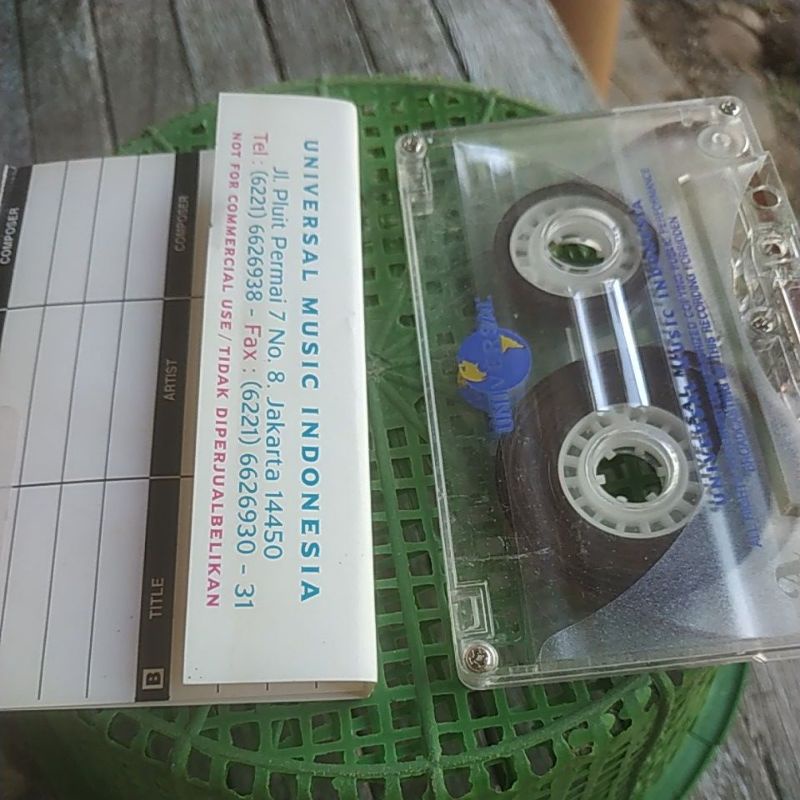 UNIVERSAL MUSIC INDONESIA
Jl. Pluit Permai 7 No. 8, Jakarta 14450
Tel : (6221) 6626938 - Fax : (6221) 6626930 - 31
NOT FOR COMMERCIAL USE / TIDAK DIPERJUALBELIKAN
COMPOSER
ARTIST
B TITLE
COMPOSER
UNIVERSAL
UNIVERSAL MUSIC INDONESIA